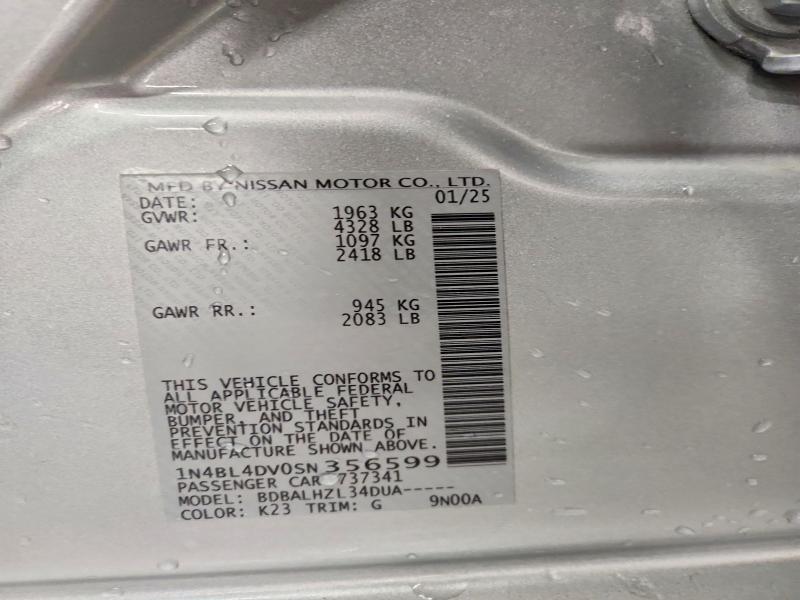 MFD BY NISSAN MOTOR CO., LTD.
DATE: 01/25
GVWR: 1963 KG
4328 LB
GAWR FR.: 1097 KG
2418 LB
GAWR RR.: 945 KG
2083 LB
THIS VEHICLE CONFORMS TO
ALL APPLICABLE FEDERAL
MOTOR VEHICLE SAFETY,
BUMPER, AND THEFT
PREVENTION STANDARDS IN
EFFECT ON THE DATE OF
MANUFACTURE SHOWN ABOVE.
1N4BL4DV0SN356599
PASSENGER CAR 737341
MODEL: BDBALHZL34DUA-----
COLOR: K23 TRIM: G 9N00A